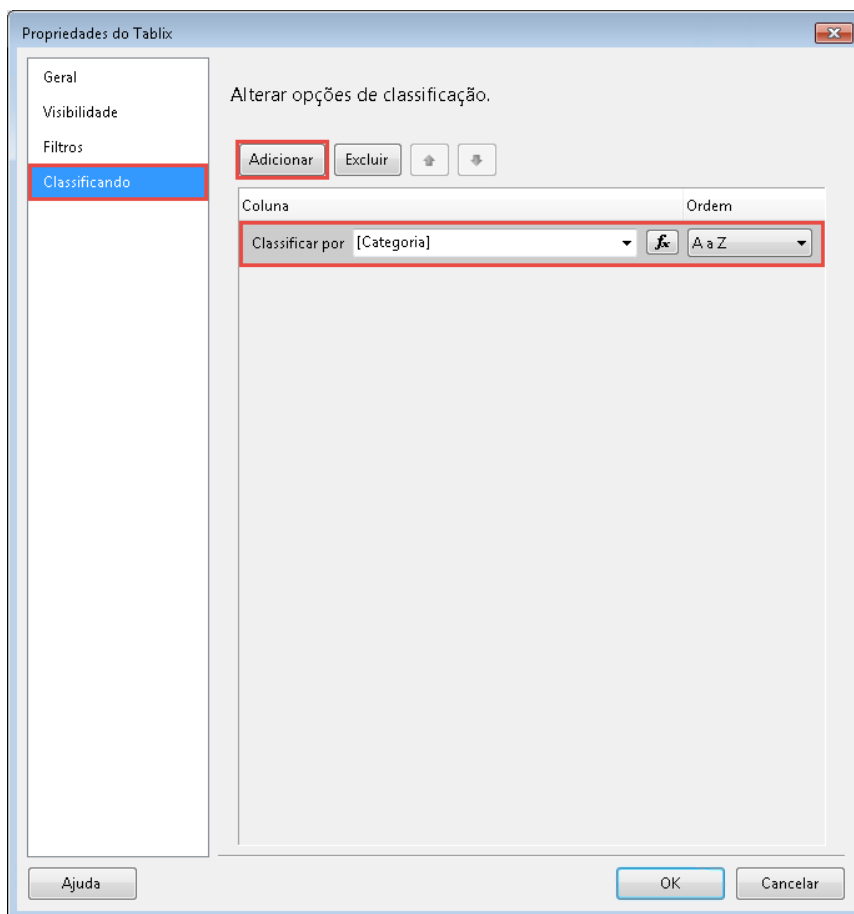 Propriedades do Tablix
Geral
Visibilidade
Filtros
Classificando
Alterar opções de classificação.
Adicionar Excluir
Coluna Ordem
Classificar por [Categoria] fx A a Z
Ajuda OK Cancelar